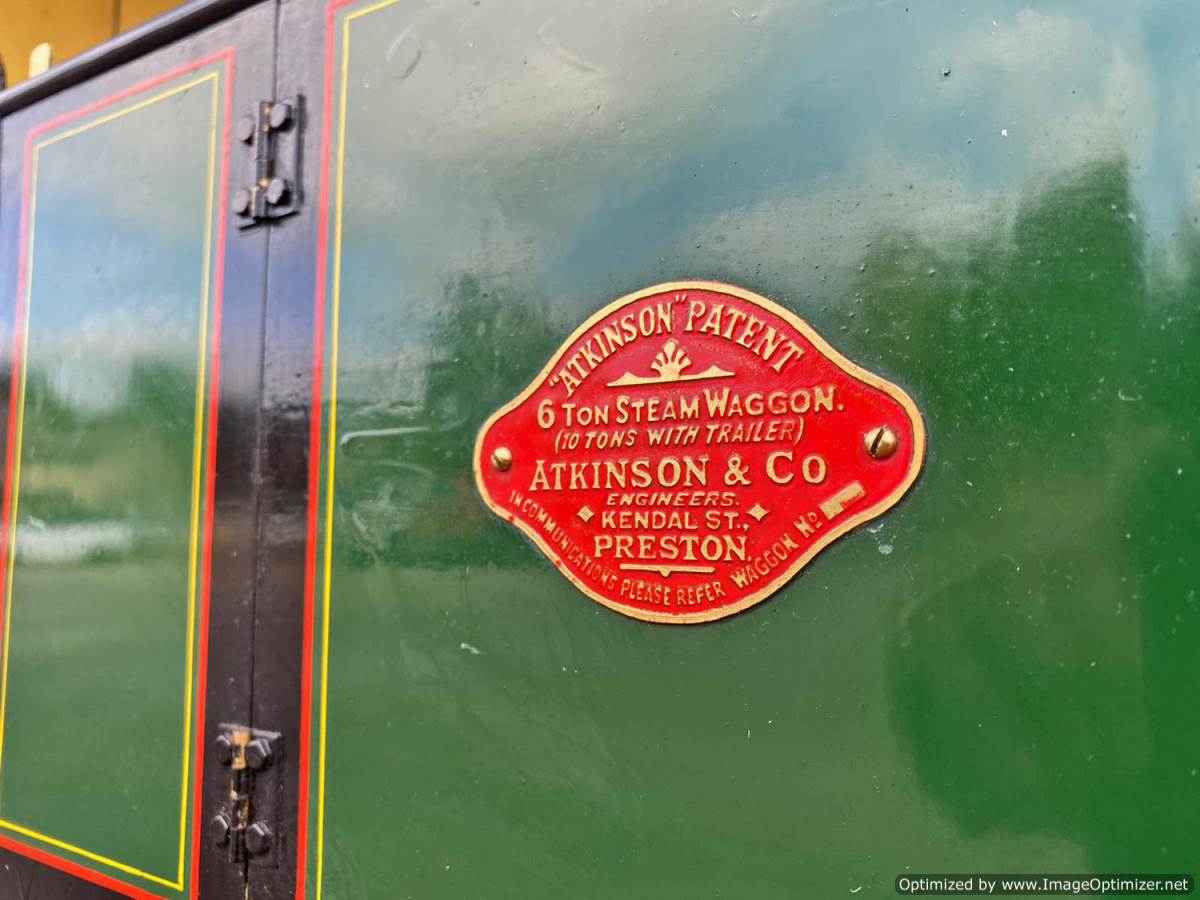 "ATKINSON" PATENT
6 TON STEAM WAGGON.
(10 TONS WITH TRAILER)
ATKINSON & CO
ENGINEERS.
KENDAL ST.,
PRESTON.
IN COMMUNICATIONS PLEASE REFER WAGGON NO
Optimized by www.ImageOptimizer.net